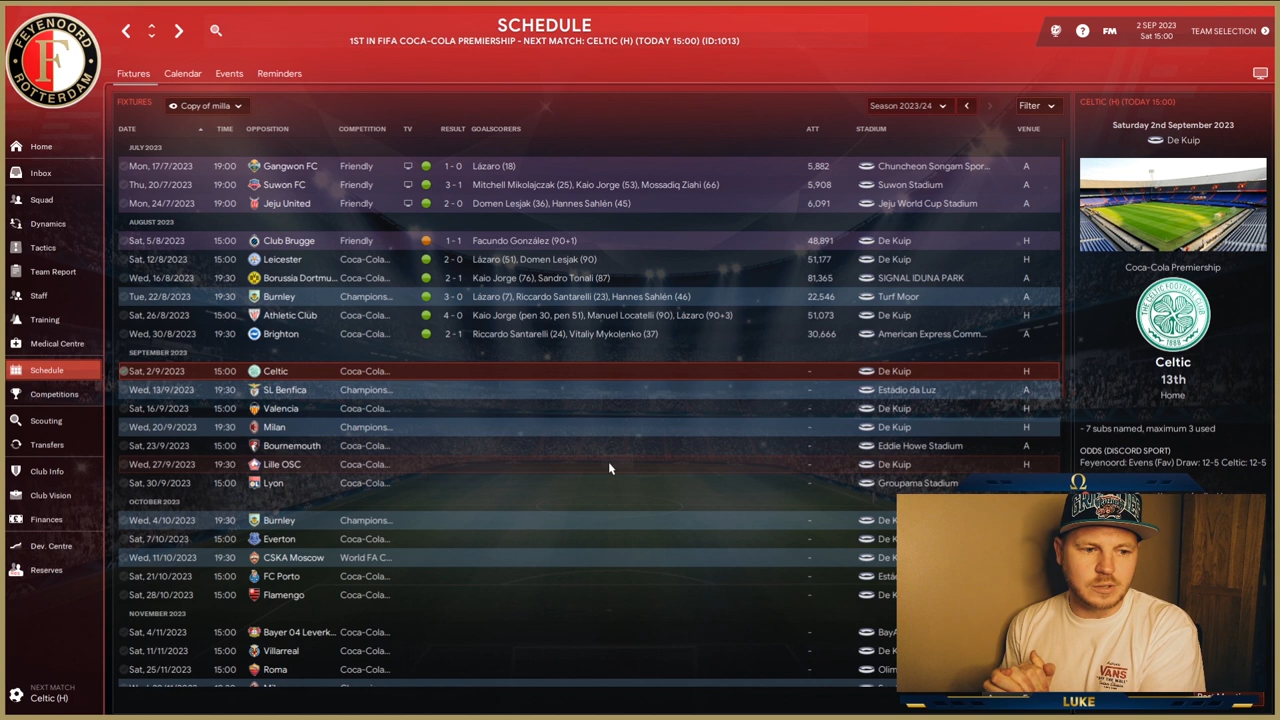 SCHEDULE
1ST IN FIFA COCA-COLA PREMIERSHIP - NEXT MATCH: CELTIC (H) (TODAY 15:00) (ID:1013)
FM 2 SEP 2023 Sat 15:00 TEAM SELECTION
FEYENOORD ROTTERDAM
Fixtures Calendar Events Reminders
FIXTURES Copy of milla Season 2023/24 Filter
DATE TIME OPPOSITION COMPETITION TV RESULT GOALSCORERS ATT STADIUM VENUE
JULY 2023
Mon, 17/7/2023 19:00 Gangwon FC Friendly 1 - 0 Lázaro (18) 5,882 Chuncheon Songam Spor... A
Thu, 20/7/2023 19:00 Suwon FC Friendly 3 - 1 Mitchell Mikolajczak (25), Kaio Jorge (53), Mossadiq Ziahi (66) 5,908 Suwon Stadium A
Mon, 24/7/2023 19:00 Jeju United Friendly 2 - 0 Domen Lesjak (36), Hannes Sahlén (45) 6,091 Jeju World Cup Stadium A
AUGUST 2023
Sat, 5/8/2023 15:00 Club Brugge Friendly 1 - 1 Facundo González (90+1) 48,891 De Kuip H
Sat, 12/8/2023 15:00 Leicester Coca-Cola... 2 - 0 Lázaro (51), Domen Lesjak (90) 51,177 De Kuip H
Wed, 16/8/2023 19:30 Borussia Dortmu... Coca-Cola... 2 - 1 Kaio Jorge (76), Sandro Tonali (87) 81,365 SIGNAL IDUNA PARK A
Tue, 22/8/2023 19:30 Burnley Champions... 3 - 0 Lázaro (7), Riccardo Santarelli (23), Hannes Sahlén (46) 22,546 Turf Moor A
Sat, 26/8/2023 15:00 Athletic Club Coca-Cola... 4 - 0 Kaio Jorge (pen 30, pen 51), Manuel Locatelli (90), Lázaro (90+3) 51,073 De Kuip H
Wed, 30/8/2023 19:30 Brighton Coca-Cola... 2 - 1 Riccardo Santarelli (24), Vitaliy Mykolenko (37) 30,666 American Express Comm... A
SEPTEMBER 2023
Sat, 2/9/2023 15:00 Celtic Coca-Cola... - De Kuip H
Wed, 13/9/2023 19:30 SL Benfica Champions... - Estádio da Luz A
Sat, 16/9/2023 15:00 Valencia Coca-Cola... - De Kuip H
Wed, 20/9/2023 19:30 Milan Champions... - De Kuip H
Sat, 23/9/2023 15:00 Bournemouth Coca-Cola... - Eddie Howe Stadium A
Wed, 27/9/2023 19:30 Lille OSC Coca-Cola... - De Kuip H
Sat, 30/9/2023 15:00 Lyon Coca-Cola... - Groupama Stadium
OCTOBER 2023
Wed, 4/10/2023 19:30 Burnley Champions... - De K
Sat, 7/10/2023 15:00 Everton Coca-Cola... - De K
Wed, 11/10/2023 19:30 CSKA Moscow World FA C... - De K
Sat, 21/10/2023 15:00 FC Porto Coca-Cola... - Está
Sat, 28/10/2023 15:00 Flamengo Coca-Cola... - De K
NOVEMBER 2023
Sat, 4/11/2023 15:00 Bayer 04 Leverk... Coca-Cola... - BayA
Sat, 11/11/2023 15:00 Villarreal Coca-Cola... - De K
Sat, 25/11/2023 15:00 Roma Coca-Cola... - Olim
Home
Inbox
Squad
Dynamics
Tactics
Team Report
Staff
Training
Medical Centre
Schedule
Competitions
Scouting
Transfers
Club Info
Club Vision
Finances
Dev. Centre
Reserves
NEXT MATCH
Celtic (H)
CELTIC (H) (TODAY 15:00)
Saturday 2nd September 2023
De Kuip
Coca-Cola Premiership
THE CELTIC FOOTBALL CLUB
1888
Celtic
13th
Home
- 7 subs named, maximum 3 used
ODDS (DISCORD SPORT)
Feyenoord: Evens (Fav) Draw: 12-5 Celtic: 12-5
Ω
VANS
"OFF THE WALL"
LUKE